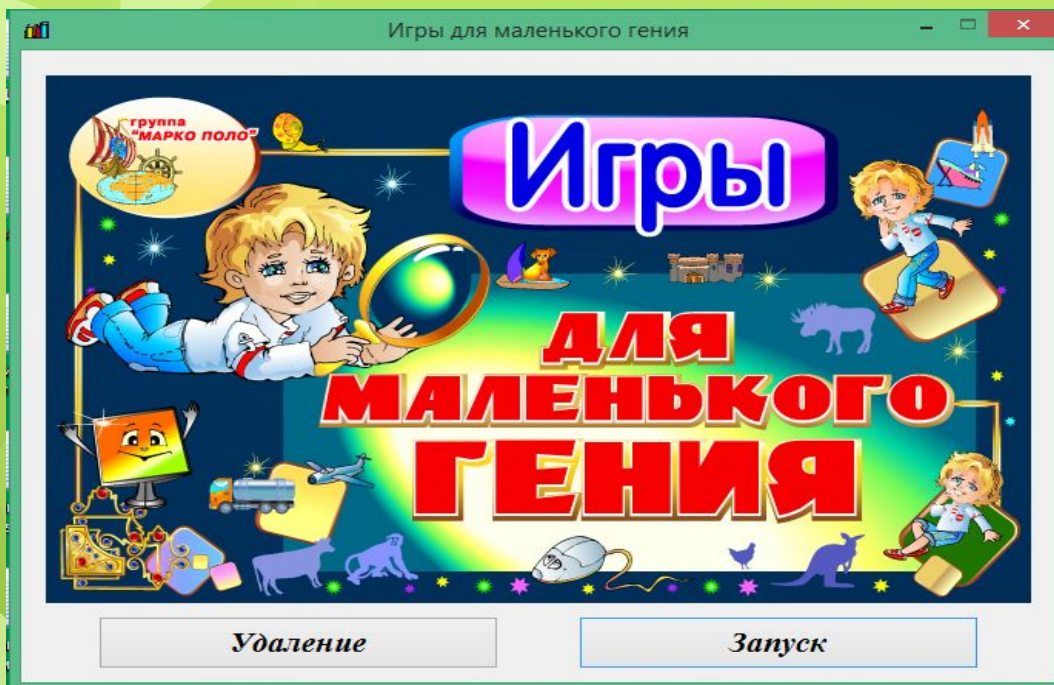 Игры для маленького гения
группа
"МАРКО ПОЛО"
Игры
ДЛЯ
МАЛЕНЬКОГО
ГЕНИЯ
Удаление
Запуск